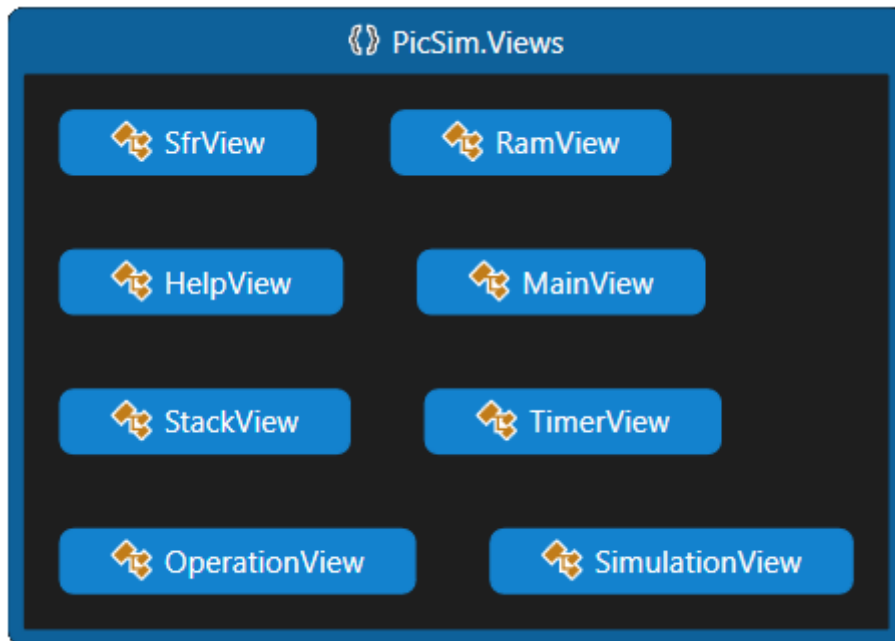 {} PicSim.Views
SfrView
RamView
HelpView
MainView
StackView
TimerView
OperationView
SimulationView